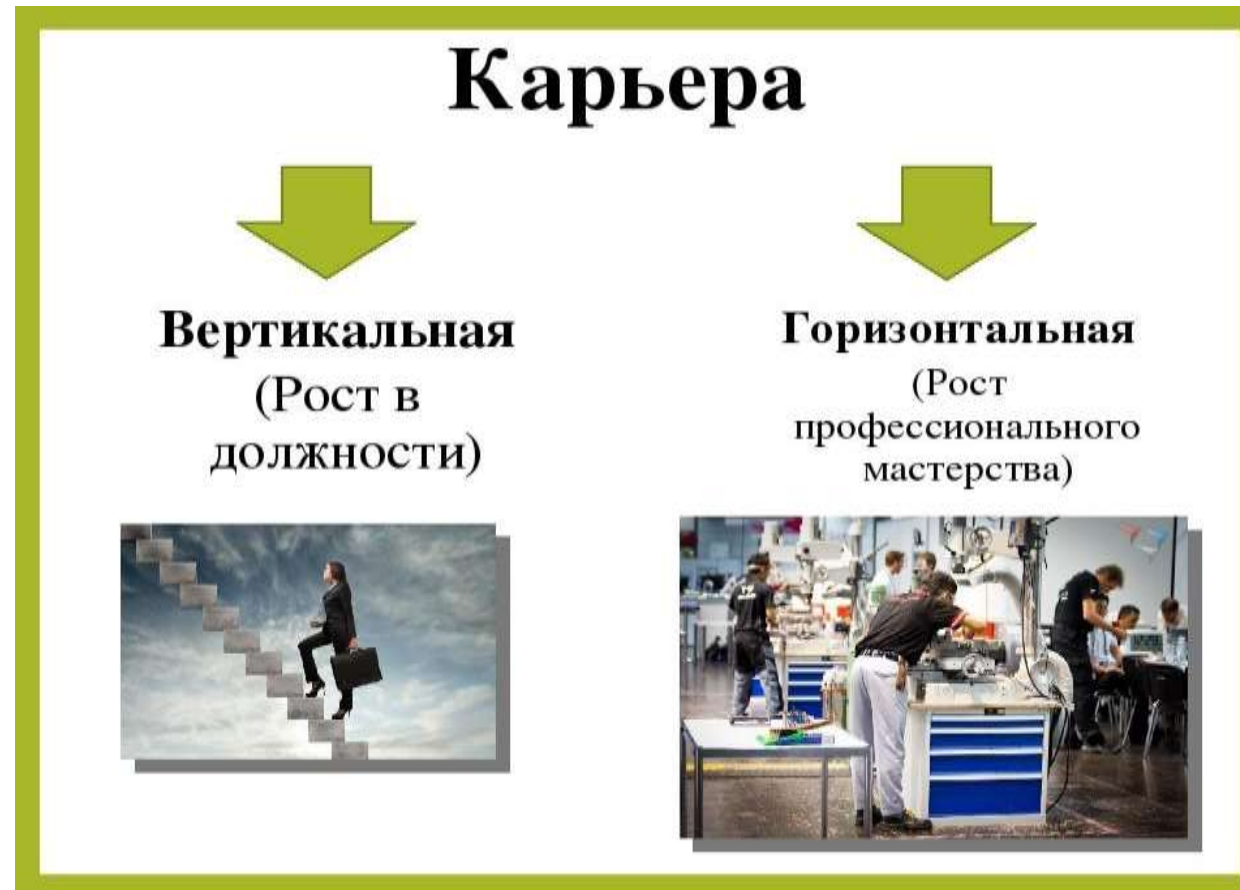 Карьера
Вертикальная
(Рост в
должности)
Горизонтальная
(Рост
профессионального
мастерства)